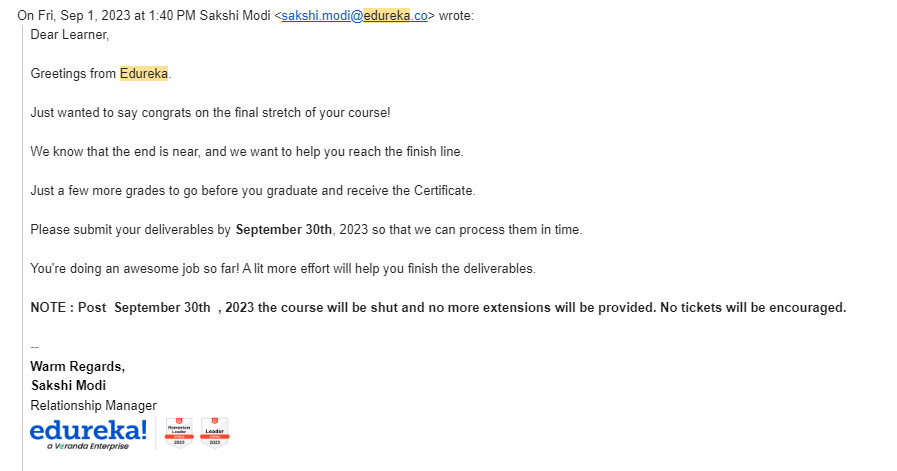 On Fri, Sep 1, 2023 at 1:40 PM Sakshi Modi <sakshi.modi@edureka.co> wrote:
Dear Learner,
Greetings from Edureka.
Just wanted to say congrats on the final stretch of your course!
We know that the end is near, and we want to help you reach the finish line.
Just a few more grades to go before you graduate and receive the Certificate.
Please submit your deliverables by September 30th, 2023 so that we can process them in time.
You're doing an awesome job so far! A lit more effort will help you finish the deliverables.
NOTE : Post  September 30th  , 2023 the course will be shut and no more extensions will be provided. No tickets will be encouraged.
--
Warm Regards,
Sakshi Modi
Relationship Manager
edureka!
a Veranda Enterprise
Momentum Leader
2023
Leader
2023